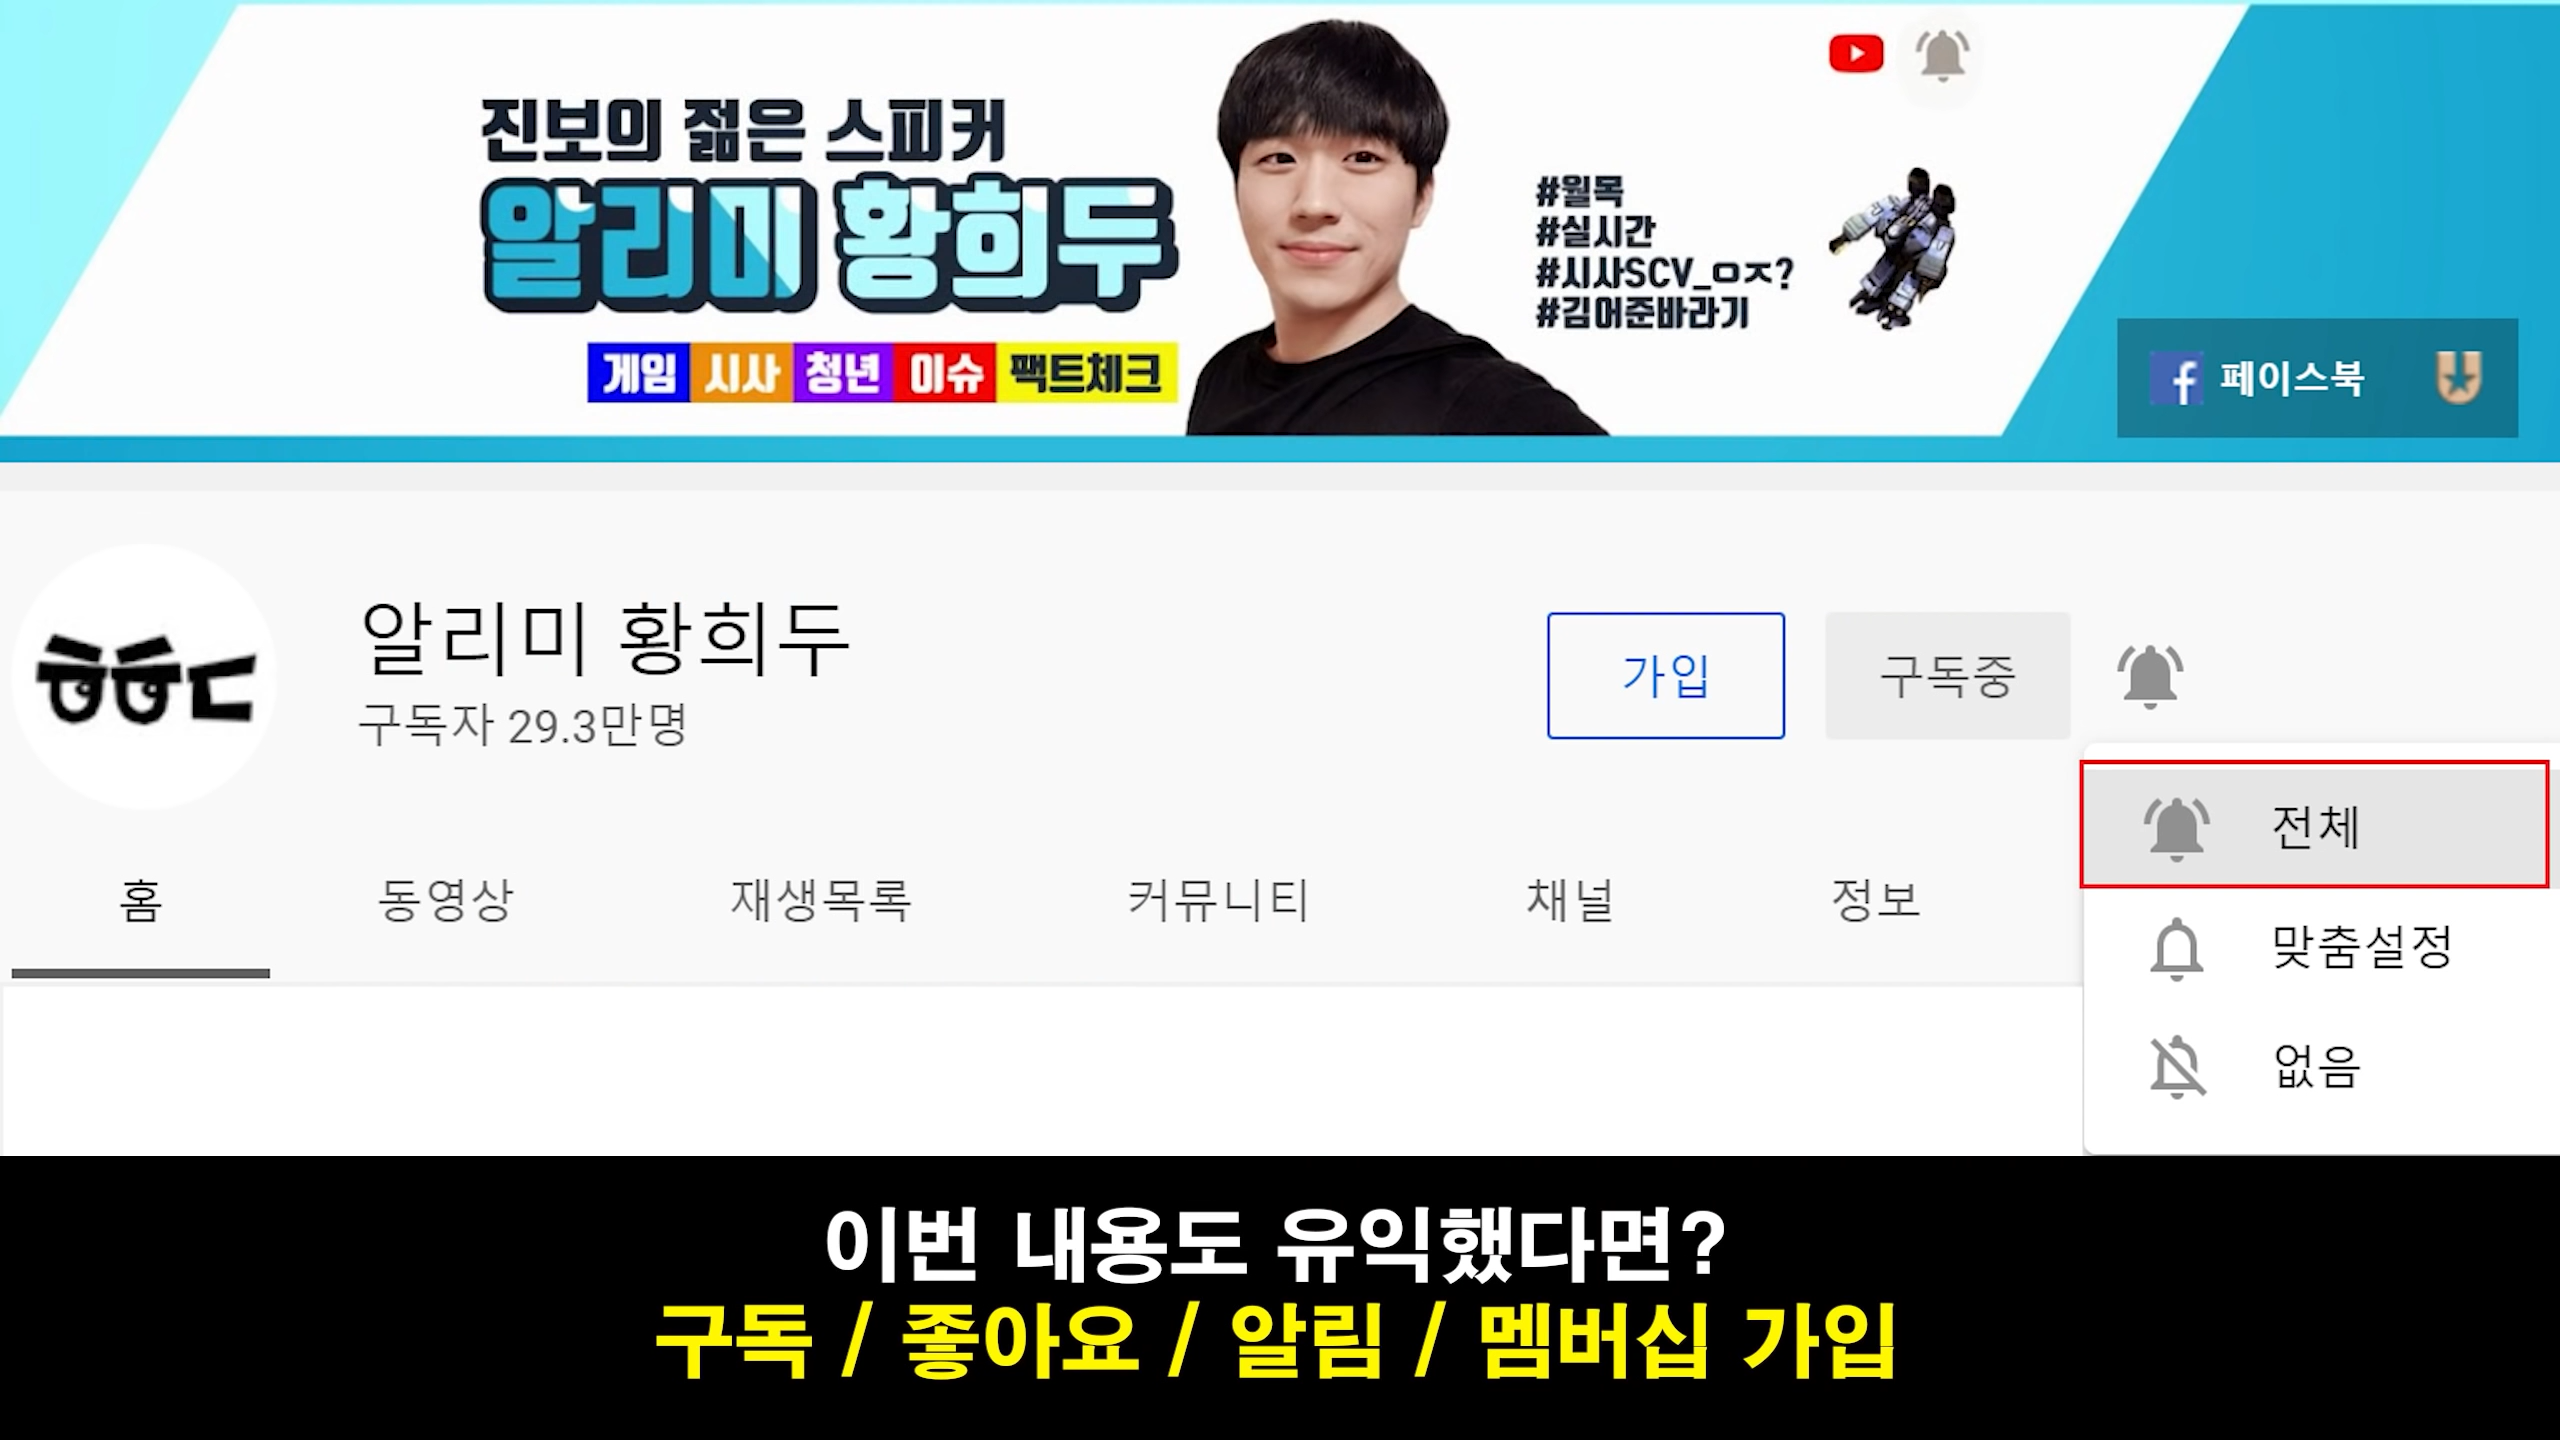 진보의 젊은 스피커
알리미 황희두
게임 시사 청년 이슈 팩트체크
#월목
#실시간
#시사SCV_ㅁㅈ?
#김어준바라기
페이스북
ㅎㅎㄷ
알리미 황희두
구독자 29.3만명
가입
구독중
홈 동영상 재생목록 커뮤니티 채널 정보
전체
맞춤설정
없음
이번 내용도 유익했다면?
구독 / 좋아요 / 알림 / 멤버십 가입